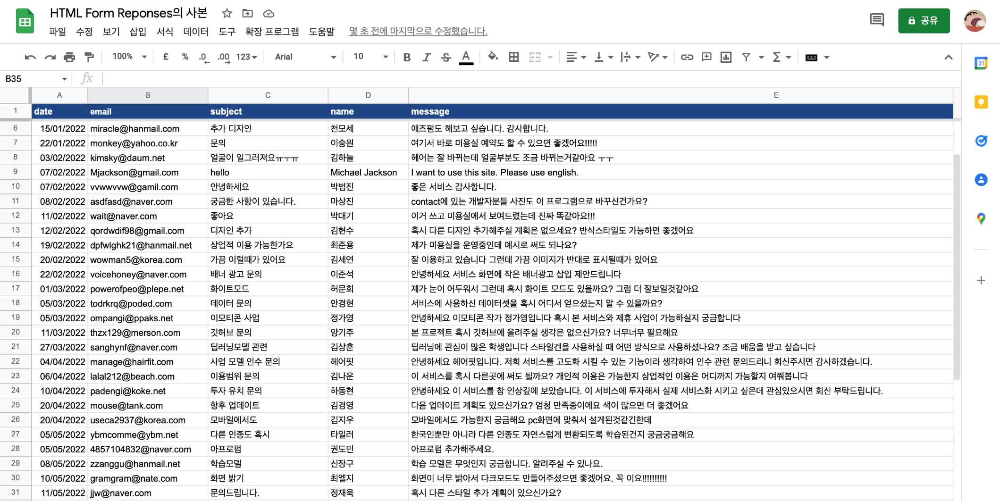 HTML Form Reponses의 사본
파일 수정 보기 삽입 서식 데이터 도구 확장 프로그램 도움말 몇 초 전에 마지막으로 수정했습니다.
공유
100% £ % .0 .00 123 Arial 10 B I S A Σ
31
B35 fx
A B C D E
1 date email subject name message
6 15/01/2022 miracle@hanmail.com 추가 디자인 천모세 애즈펌도 해보고 싶습니다. 감사합니다.
7 22/01/2022 monkey@yahoo.co.kr 문의 이숭원 여기서 바로 미용실 예약도 할 수 있으면 좋겠어요!!!!!
8 03/02/2022 kimsky@daum.net 얼굴이 일그러져요ㅠㅜㅠ 김하늘 헤어는 잘 바뀌는데 얼굴부분도 조금 바뀌는거같아요 ㅜㅜ
9 07/02/2022 Mjackson@gmail.com hello Michael Jackson I want to use this site. Please use english.
10 07/02/2022 vvwwvvw@gamil.com 안녕하세요 박범진 좋은 서비스 감사합니다.
11 08/02/2022 asdfasd@naver.com 궁금한 사항이 있습니다. 마상진 contact에 있는 개발자분들 사진도 이 프로그램으로 바꾸신건가요?
12 11/02/2022 wait@naver.com 좋아요 박대기 이거 쓰고 미용실에서 보여드렸는데 진짜 똑같아요!!!
13 12/02/2022 qordwdif98@gmail.com 디자인 추가 김현수 혹시 다른 디자인 추가해주실 계획은 없으세요? 반삭스타일도 가능하면 좋겠어요
14 19/02/2022 dpfwlghk21@hanmail.net 상업적 이용 가능한가요 최준용 제가 미용실을 운영중인데 예시로 써도 되나요?
15 20/02/2022 wowman5@korea.com 가끔 이럴때가 있어요 김세연 잘 이용하고 있습니다 그런데 가끔 이미지가 반대로 표시될때가 있어요
16 22/02/2022 voicehoney@naver.com 배너 광고 문의 이준석 안녕하세요 서비스 화면에 작은 배너광고 삽입 제안드립니다
17 01/03/2022 powerofpeo@plepe.net 화이트모드 허문회 제가 눈이 어두워서 그런데 혹시 화이트 모드도 있을까요? 그럼 더 잘보일것같아요
18 05/03/2022 todrkrq@poded.com 데이터 문의 안경현 서비스에 사용하신 데이터셋을 혹시 어디서 얻으셨는지 알 수 있을까요?
19 05/03/2022 ompangi@ppaks.net 이모티콘 사업 정가영 안녕하세요 이모티콘 작가 정가영입니다 혹시 본 서비스와 제휴 사업이 가능하실지 궁금합니다
20 11/03/2022 thzx129@merson.com 깃허브 문의 양기주 본 프로젝트 혹시 깃허브에 올려주실 생각은 없으신가요? 너무너무 필요해요
21 27/03/2022 sanghynf@naver.com 딥러닝모델 관련 김상훈 딥러닝에 관심이 많은 학생입니다 스타일겐을 사용하실 때 어떤 방식으로 사용하셨나요? 조금 배움을 받고 싶습니다
22 04/04/2022 manage@hairfit.com 사업 모델 인수 문의 헤어핏 안녕하세요 헤어핏입니다. 저희 서비스를 고도화 시킬 수 있는 기능이라 생각하여 인수 관련 문의드리니 회신주시면 감사하겠습니다.
23 06/04/2022 lalal212@beach.com 이용범위 문의 김나운 이 서비스를 혹시 다른곳에 써도 될까요? 개인적 이용은 가능한지 상업적인 이용은 어디까지 가능할지 여쭤봅니다
24 10/04/2022 padengi@koke.net 투자 유치 문의 하동현 안녕하세요 이 서비스를 참 인상깊에 보았습니다. 이 서비스에 투자해서 실제 서비스화 시키고 싶은데 관심있으시면 회신 부탁드립니다.
25 20/04/2022 mouse@tank.com 향후 업데이트 김경영 다음 업데이트 계획도 있으신가요? 엄청 만족중이에요 색이 많으면 더 좋겠어요
26 20/04/2022 useca2937@korea.com 모바일에서도 김지우 모바일에서도 가능한지 궁금해요 pc화면에 맞춰서 설게된것같긴한데
27 05/05/2022 ybmcomme@ybm.net 다른 인종도 혹시 타일러 한국인뿐만 아니라 다른 인종도 자연스럽게 변환되도록 학습된건지 궁금궁금해요
28 05/05/2022 4857104832@naver.com 아프로펌 권도민 아프로펌 추가해주세요.
29 08/05/2022 zzanggu@hanmail.net 학습모델 신장구 학습 모델은 무엇인지 궁금합니다. 알려주실 수 있나요.
30 10/05/2022 gramgram@nate.com 화면 밝기 최엘지 화면이 너무 밝아서 다크모드도 만들어주셨으면 좋겠어요. 꼭 이요!!!!!!!!!!
31 11/05/2022 jjw@naver.com 문의드립니다. 정재욱 혹시 다른 스타일 추가 계획이 있으신가요?